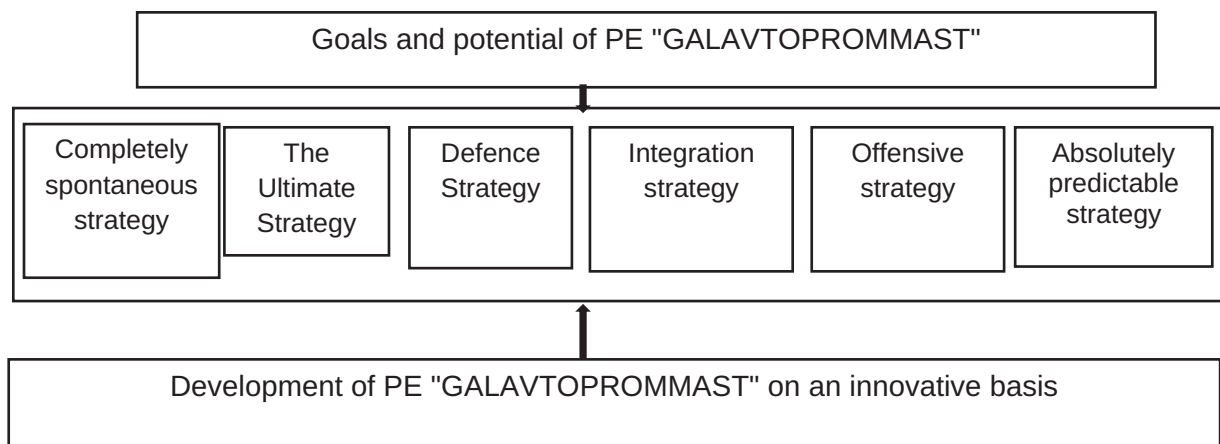 Goals and potential of PE "GALAVTOPROMMAST"
Completely
spontaneous
strategy
The
Ultimate
Strategy
Defence
Strategy
Integration
strategy
Offensive
strategy
Absolutely
predictable
strategy
Development of PE "GALAVTOPROMMAST" on an innovative basis